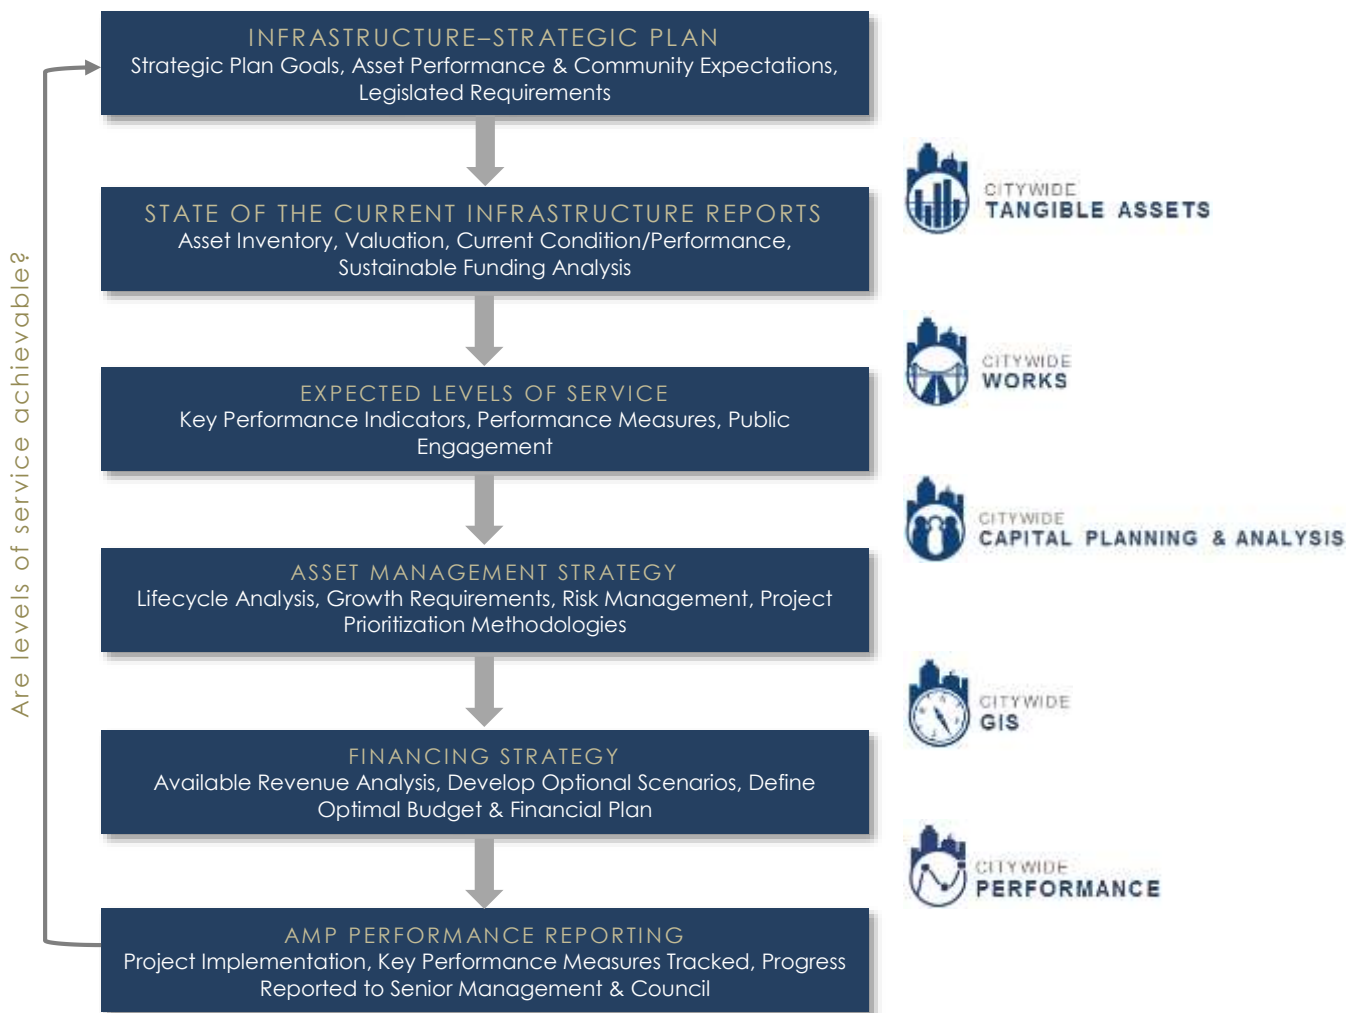 INFRASTRUCTURE–STRATEGIC PLAN
Strategic Plan Goals, Asset Performance & Community Expectations,
Legislated Requirements
STATE OF THE CURRENT INFRASTRUCTURE REPORTS
Asset Inventory, Valuation, Current Condition/Performance,
Sustainable Funding Analysis
EXPECTED LEVELS OF SERVICE
Key Performance Indicators, Performance Measures, Public
Engagement
ASSET MANAGEMENT STRATEGY
Lifecycle Analysis, Growth Requirements, Risk Management, Project
Prioritization Methodologies
FINANCING STRATEGY
Available Revenue Analysis, Develop Optional Scenarios, Define
Optimal Budget & Financial Plan
AMP PERFORMANCE REPORTING
Project Implementation, Key Performance Measures Tracked, Progress
Reported to Senior Management & Council
Are levels of service achievable?
CITYWIDE
TANGIBLE ASSETS
CITYWIDE
WORKS
CITYWIDE
CAPITAL PLANNING & ANALYSIS
CITYWIDE
GIS
CITYWIDE
PERFORMANCE